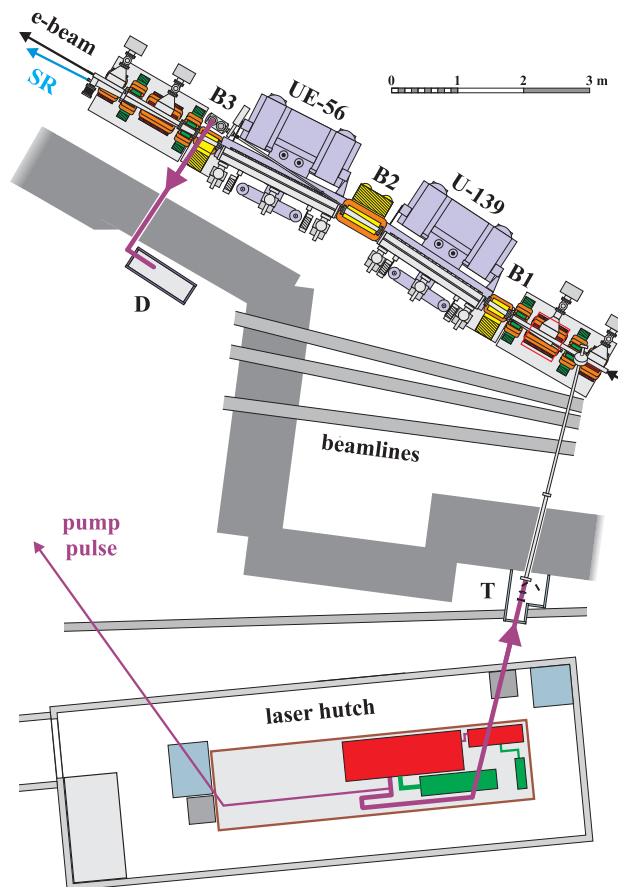 e-beam
SR
B3
UE-56
0 1 2 3 m
B2
U-139
B1
D
beamlines
pump
pulse
T
laser hutch